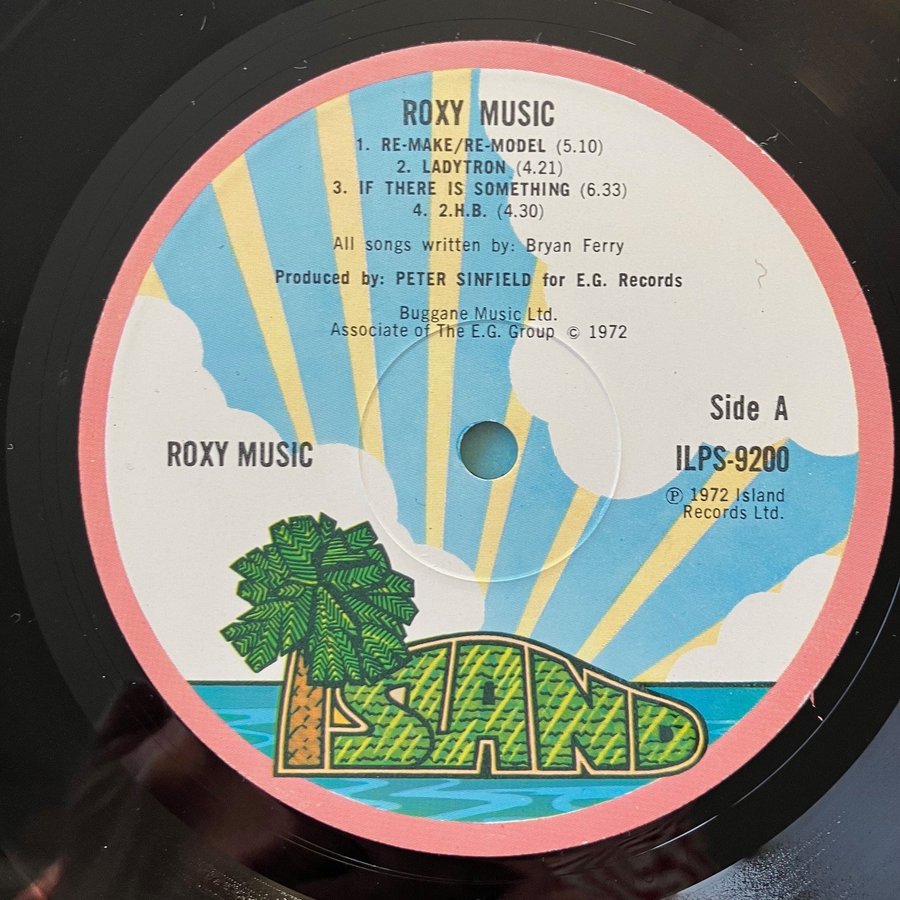 ROXY MUSIC
1. RE-MAKE/RE-MODEL (5.10)
2. LADYTRON (4.21)
3. IF THERE IS SOMETHING (6.33)
4. 2.H.B. (4.30)
All songs written by: Bryan Ferry
Produced by: PETER SINFIELD for E.G. Records
Buggane Music Ltd.
Associate of The E.G. Group © 1972
Side A
ROXY MUSIC
ILPS-9200
℗ 1972 Island
Records Ltd.
ISLAND